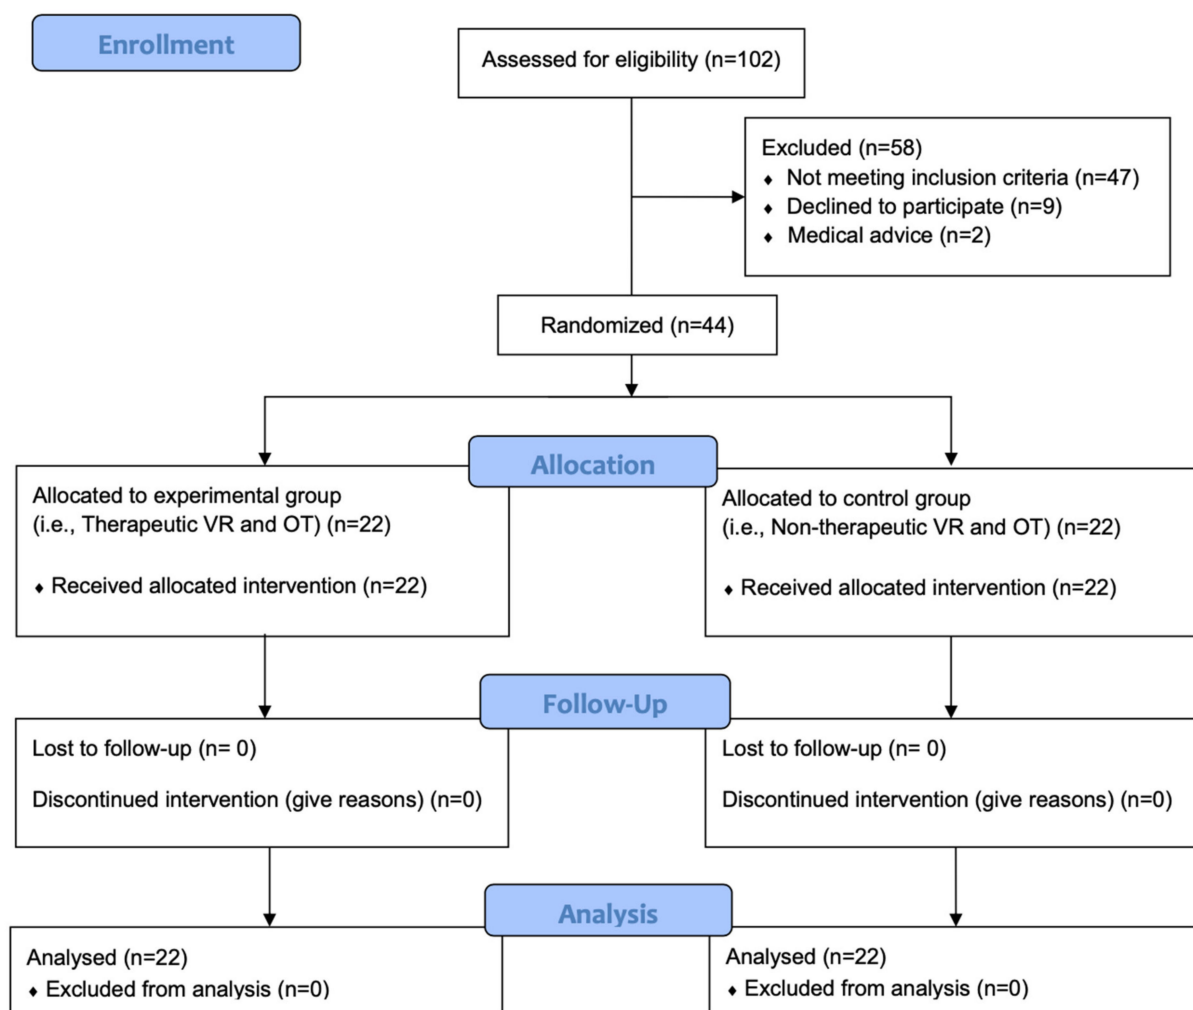 Enrollment
Assessed for eligibility (n=102)
Excluded (n=58)
♦ Not meeting inclusion criteria (n=47)
♦ Declined to participate (n=9)
♦ Medical advice (n=2)
Randomized (n=44)
Allocation
Allocated to experimental group
(i.e., Therapeutic VR and OT) (n=22)
♦ Received allocated intervention (n=22)
Allocated to control group
(i.e., Non-therapeutic VR and OT) (n=22)
♦ Received allocated intervention (n=22)
Follow-Up
Lost to follow-up (n= 0)
Discontinued intervention (give reasons) (n=0)
Lost to follow-up (n= 0)
Discontinued intervention (give reasons) (n=0)
Analysis
Analysed (n=22)
♦ Excluded from analysis (n=0)
Analysed (n=22)
♦ Excluded from analysis (n=0)